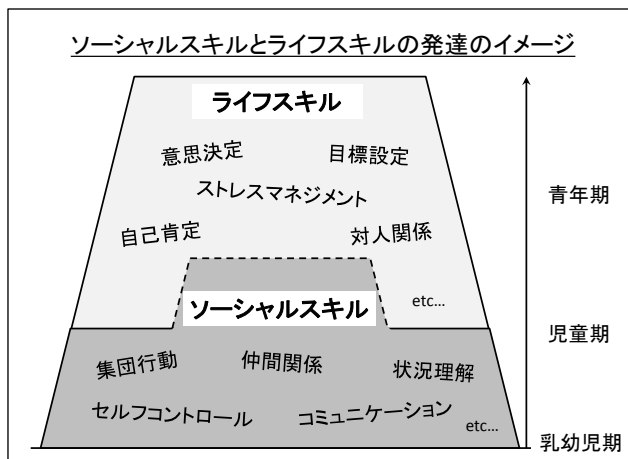 ソーシャルスキルとライフスキルの発達のイメージ
ライフスキル
意思決定
目標設定
ストレスマネジメント
青年期
自己肯定
対人関係
etc…
ソーシャルスキル
児童期
集団行動
仲間関係
状況理解
セルフコントロール
コミュニケーション
etc…
乳幼児期